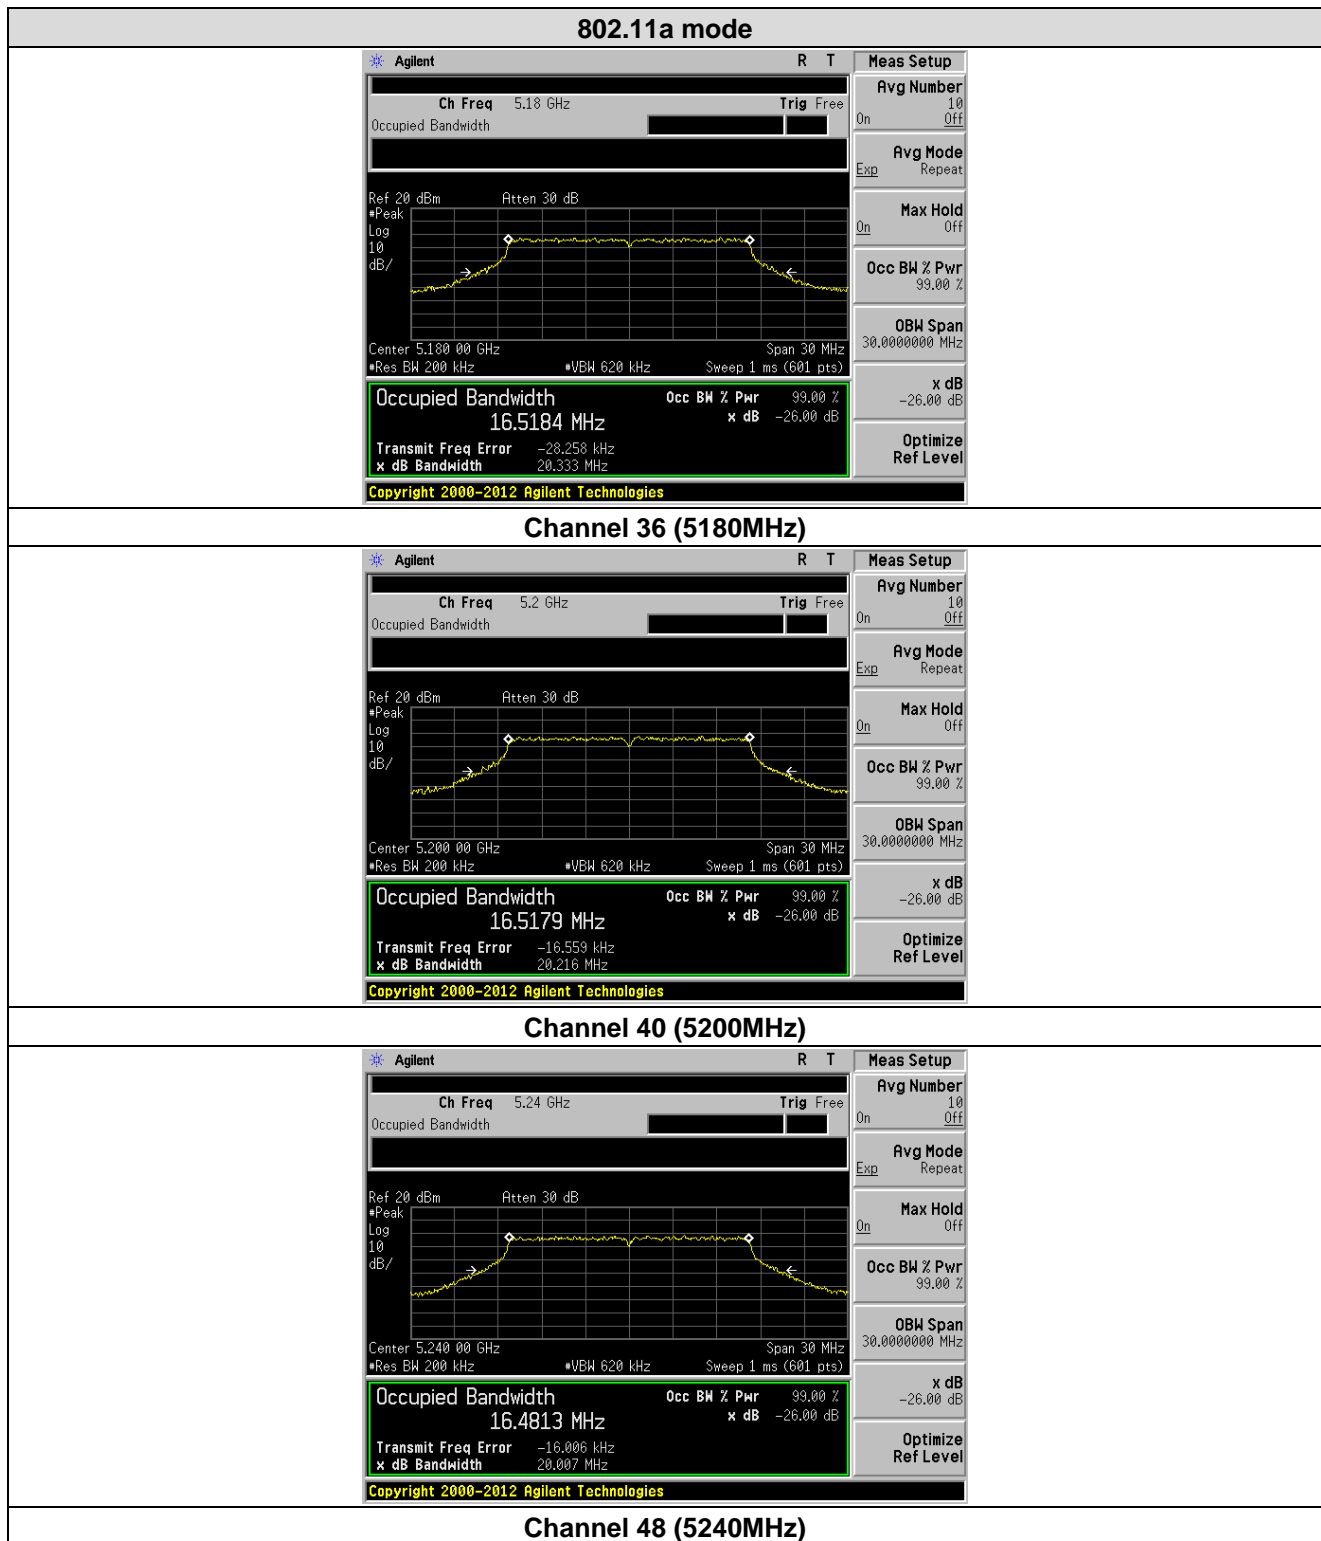 802.11a mode
Agilent R T Meas Setup
Ch Freq 5.18 GHz Trig Free
Occupied Bandwidth
Avg Number
10
On Off
Avg Mode
Exp Repeat
Ref 20 dBm Atten 30 dB
#Peak
Log
10
dB/
Max Hold
On Off
Occ BW % Pwr
99.00 %
OBW Span
30.0000000 MHz
Center 5.180 00 GHz Span 30 MHz
#Res BW 200 kHz #VBW 620 kHz Sweep 1 ms (601 pts)
x dB
-26.00 dB
Occupied Bandwidth Occ BW % Pwr 99.00 %
16.5184 MHz x dB -26.00 dB
Transmit Freq Error -28.258 kHz
x dB Bandwidth 20.333 MHz
Optimize
Ref Level
Copyright 2000-2012 Agilent Technologies
Channel 36 (5180MHz)
Agilent R T Meas Setup
Ch Freq 5.2 GHz Trig Free
Occupied Bandwidth
Avg Number
10
On Off
Avg Mode
Exp Repeat
Ref 20 dBm Atten 30 dB
#Peak
Log
10
dB/
Max Hold
On Off
Occ BW % Pwr
99.00 %
OBW Span
30.0000000 MHz
Center 5.200 00 GHz Span 30 MHz
#Res BW 200 kHz #VBW 620 kHz Sweep 1 ms (601 pts)
x dB
-26.00 dB
Occupied Bandwidth Occ BW % Pwr 99.00 %
16.5179 MHz x dB -26.00 dB
Transmit Freq Error -16.559 kHz
x dB Bandwidth 20.216 MHz
Optimize
Ref Level
Copyright 2000-2012 Agilent Technologies
Channel 40 (5200MHz)
Agilent R T Meas Setup
Ch Freq 5.24 GHz Trig Free
Occupied Bandwidth
Avg Number
10
On Off
Avg Mode
Exp Repeat
Ref 20 dBm Atten 30 dB
#Peak
Log
10
dB/
Max Hold
On Off
Occ BW % Pwr
99.00 %
OBW Span
30.0000000 MHz
Center 5.240 00 GHz Span 30 MHz
#Res BW 200 kHz #VBW 620 kHz Sweep 1 ms (601 pts)
x dB
-26.00 dB
Occupied Bandwidth Occ BW % Pwr 99.00 %
16.4813 MHz x dB -26.00 dB
Transmit Freq Error -16.006 kHz
x dB Bandwidth 20.007 MHz
Optimize
Ref Level
Copyright 2000-2012 Agilent Technologies
Channel 48 (5240MHz)